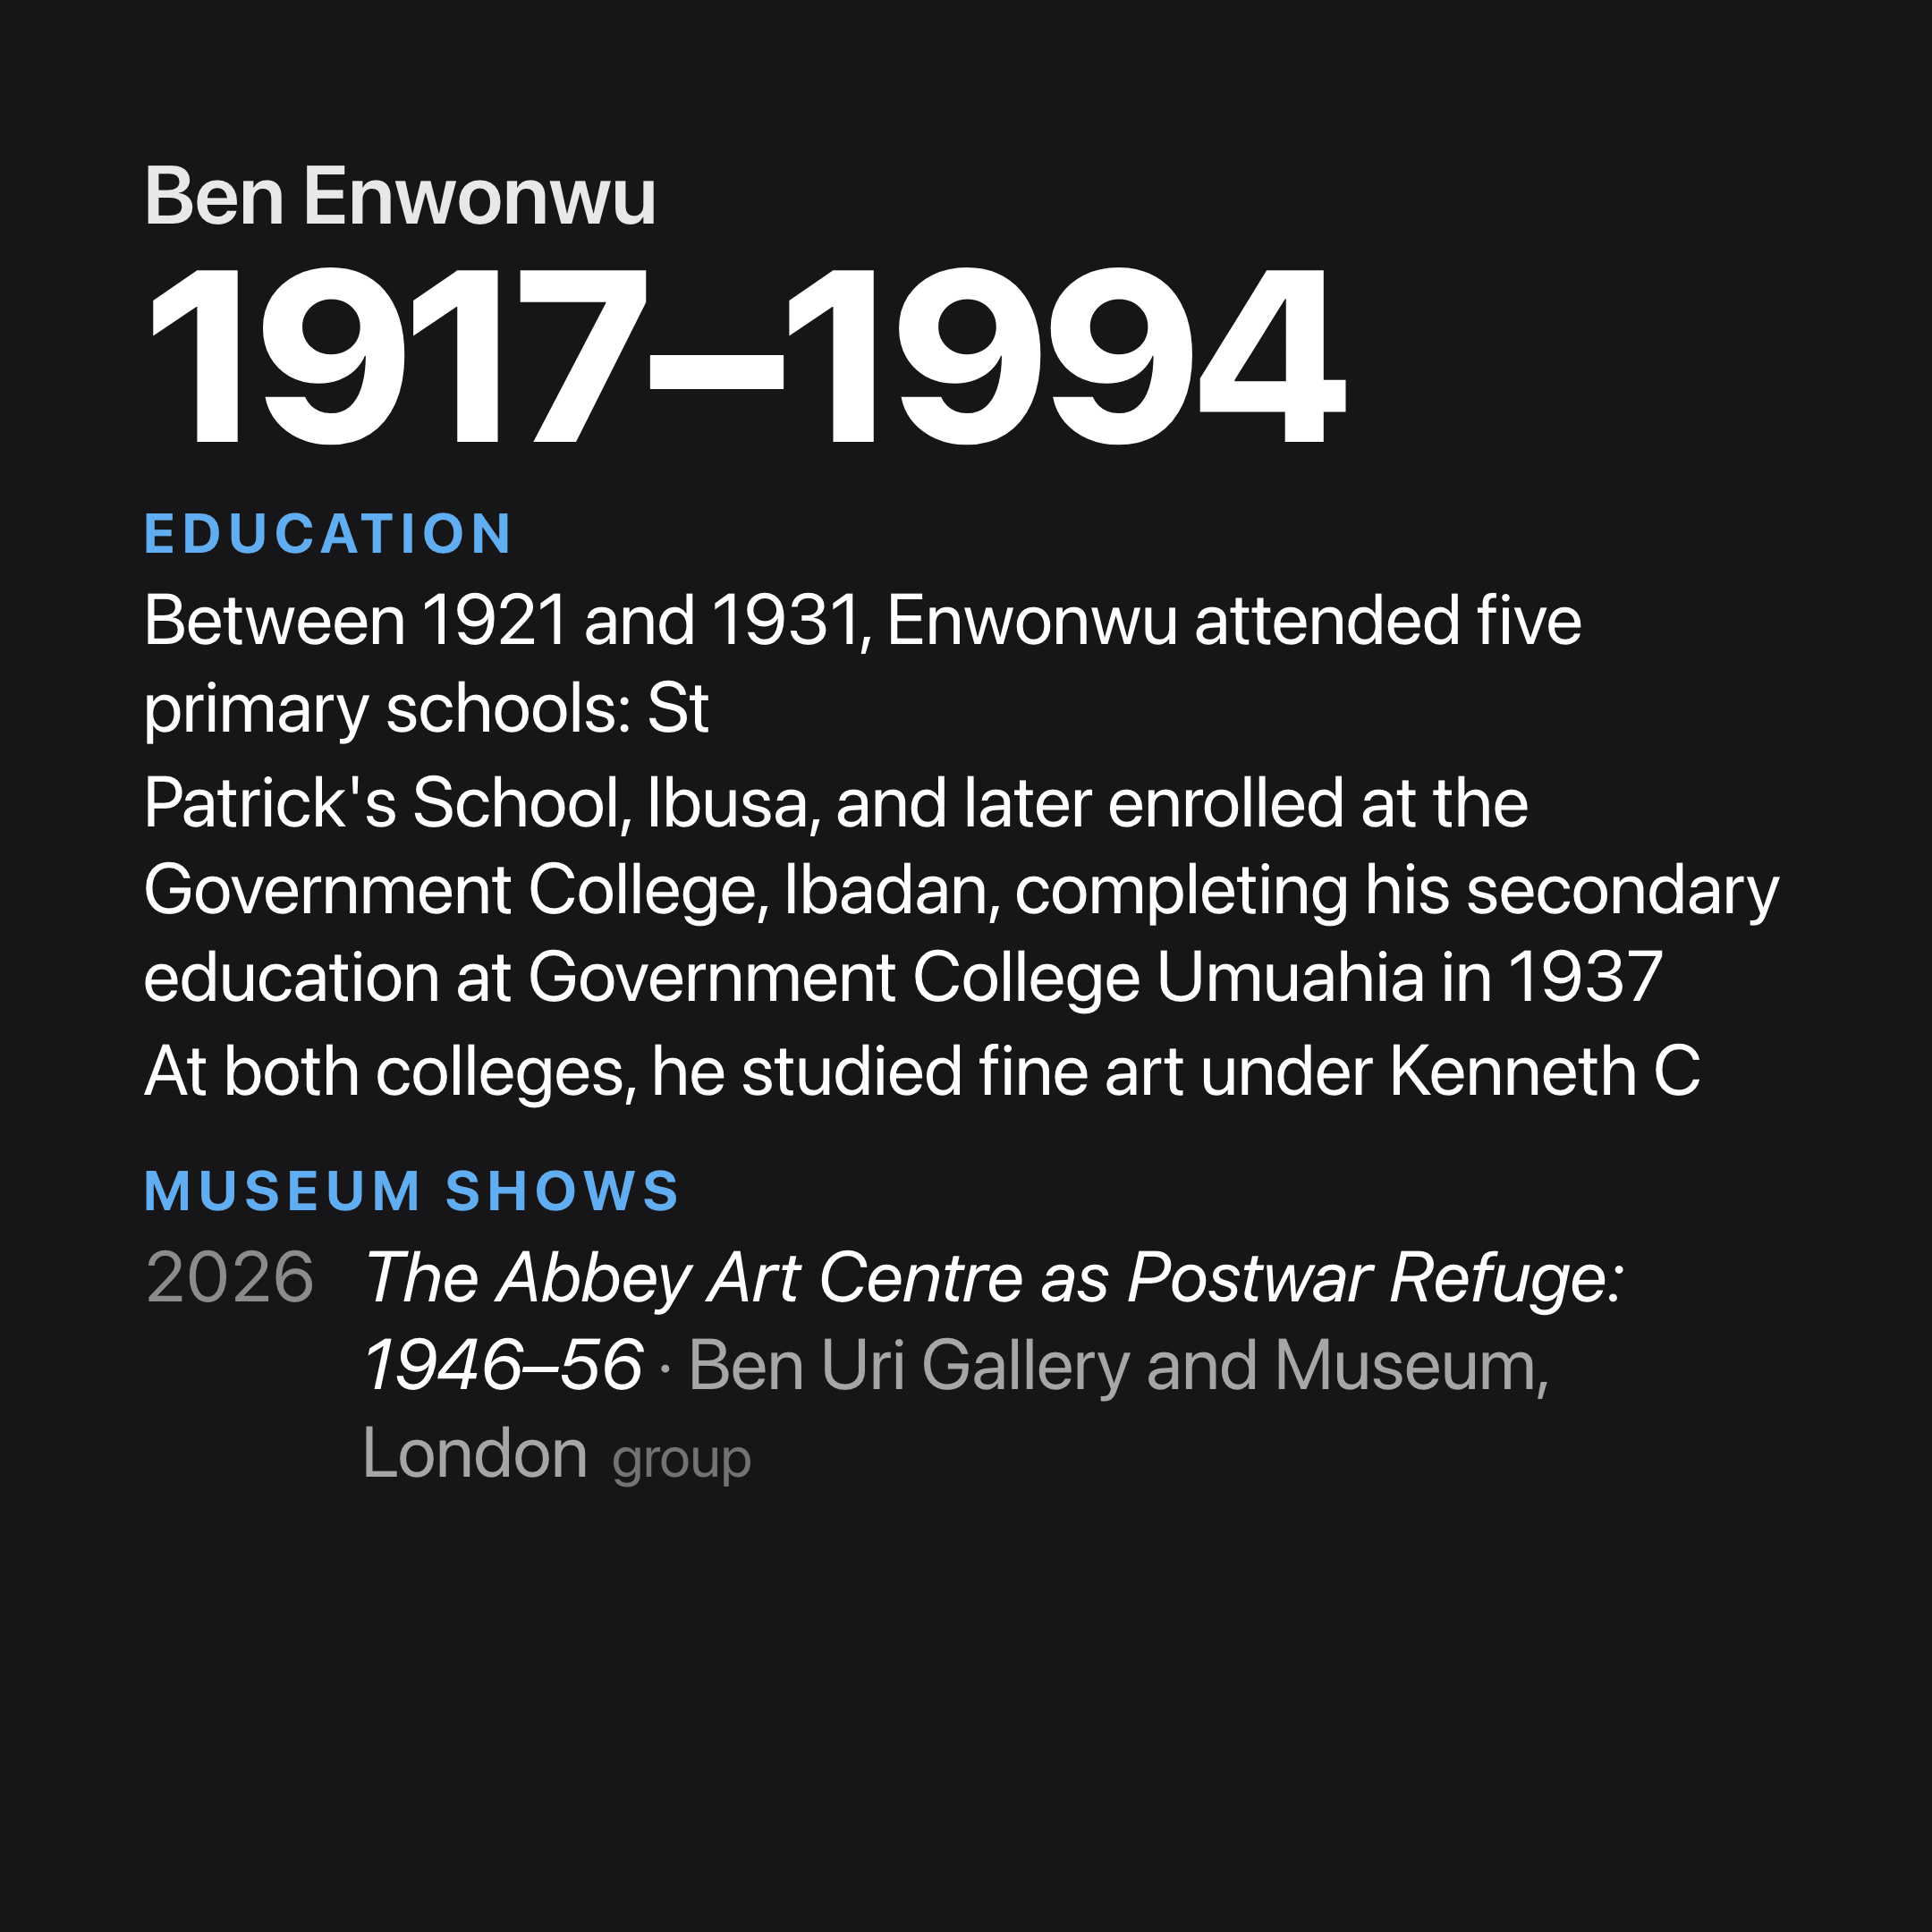 Ben Enwonwu
1917–1994
EDUCATION
Between 1921 and 1931, Enwonwu attended five
primary schools: St
Patrick's School, Ibusa, and later enrolled at the
Government College, Ibadan, completing his secondary
education at Government College Umuahia in 1937
At both colleges, he studied fine art under Kenneth C
MUSEUM SHOWS
2026 The Abbey Art Centre as Postwar Refuge:
1946–56 · Ben Uri Gallery and Museum,
London group